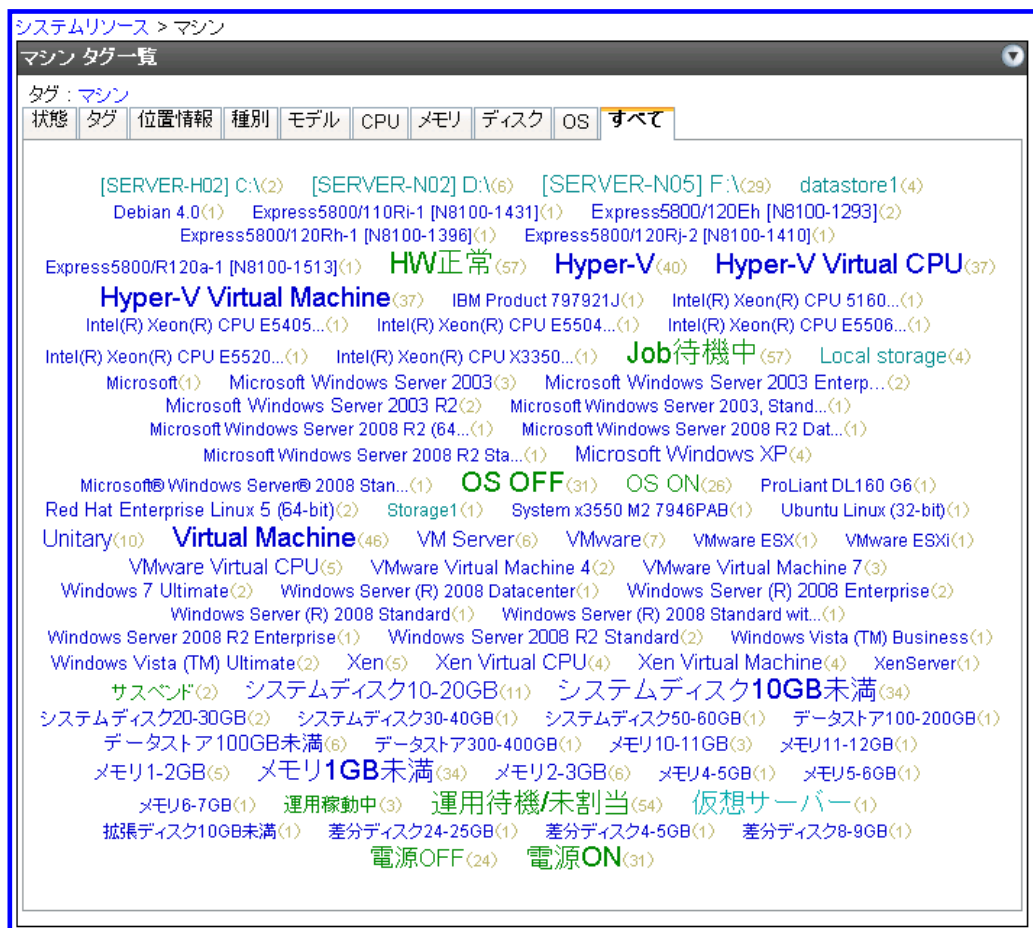 システムリソース > マシン
マシン タグ一覧
タグ : マシン
状態 タグ 位置情報 種別 モデル CPU メモリ ディスク OS すべて
[SERVER-H02] C:\(2) [SERVER-N02] D:\(6) [SERVER-N05] F:\(29) datastore1(4)
Debian 4.0(1) Express5800/110Ri-1 [N8100-1431](1) Express5800/120Eh [N8100-1293](2)
Express5800/120Rh-1 [N8100-1396](1) Express5800/120Rj-2 [N8100-1410](1)
Express5800/R120a-1 [N8100-1513](1) HW正常(57) Hyper-V(40) Hyper-V Virtual CPU(37)
Hyper-V Virtual Machine(37) IBM Product 797921J(1) Intel(R) Xeon(R) CPU 5160...(1)
Intel(R) Xeon(R) CPU E5405...(1) Intel(R) Xeon(R) CPU E5504...(1) Intel(R) Xeon(R) CPU E5506...(1)
Intel(R) Xeon(R) CPU E5520...(1) Intel(R) Xeon(R) CPU X3350...(1) Job待機中(57) Local storage(4)
Microsoft(1) Microsoft Windows Server 2003(3) Microsoft Windows Server 2003 Enterp...(2)
Microsoft Windows Server 2003 R2(2) Microsoft Windows Server 2003, Stand...(1)
Microsoft Windows Server 2008 R2 (64...(1) Microsoft Windows Server 2008 R2 Dat...(1)
Microsoft Windows Server 2008 R2 Sta...(1) Microsoft Windows XP(4)
Microsoft® Windows Server® 2008 Stan...(1) OS OFF(31) OS ON(26) ProLiant DL160 G6(1)
Red Hat Enterprise Linux 5 (64-bit)(2) Storage1(1) System x3550 M2 7946PAB(1) Ubuntu Linux (32-bit)(1)
Unitary(10) Virtual Machine(46) VM Server(6) VMware(7) VMware ESX(1) VMware ESXi(1)
VMware Virtual CPU(5) VMware Virtual Machine 4(2) VMware Virtual Machine 7(3)
Windows 7 Ultimate(2) Windows Server (R) 2008 Datacenter(1) Windows Server (R) 2008 Enterprise(2)
Windows Server (R) 2008 Standard(1) Windows Server (R) 2008 Standard wit...(1)
Windows Server 2008 R2 Enterprise(1) Windows Server 2008 R2 Standard(2) Windows Vista (TM) Business(1)
Windows Vista (TM) Ultimate(2) Xen(5) Xen Virtual CPU(4) Xen Virtual Machine(4) XenServer(1)
サスペンド(2) システムディスク10-20GB(11) システムディスク10GB未満(34)
システムディスク20-30GB(2) システムディスク30-40GB(1) システムディスク50-60GB(1) データストア100-200GB(1)
データストア100GB未満(6) データストア300-400GB(1) メモリ10-11GB(3) メモリ11-12GB(1)
メモリ1-2GB(5) メモリ1GB未満(34) メモリ2-3GB(6) メモリ4-5GB(1) メモリ5-6GB(1)
メモリ6-7GB(1) 運用稼動中(3) 運用待機/未割当(54) 仮想サーバー(1)
拡張ディスク10GB未満(1) 差分ディスク24-25GB(1) 差分ディスク4-5GB(1) 差分ディスク8-9GB(1)
電源OFF(24) 電源ON(31)